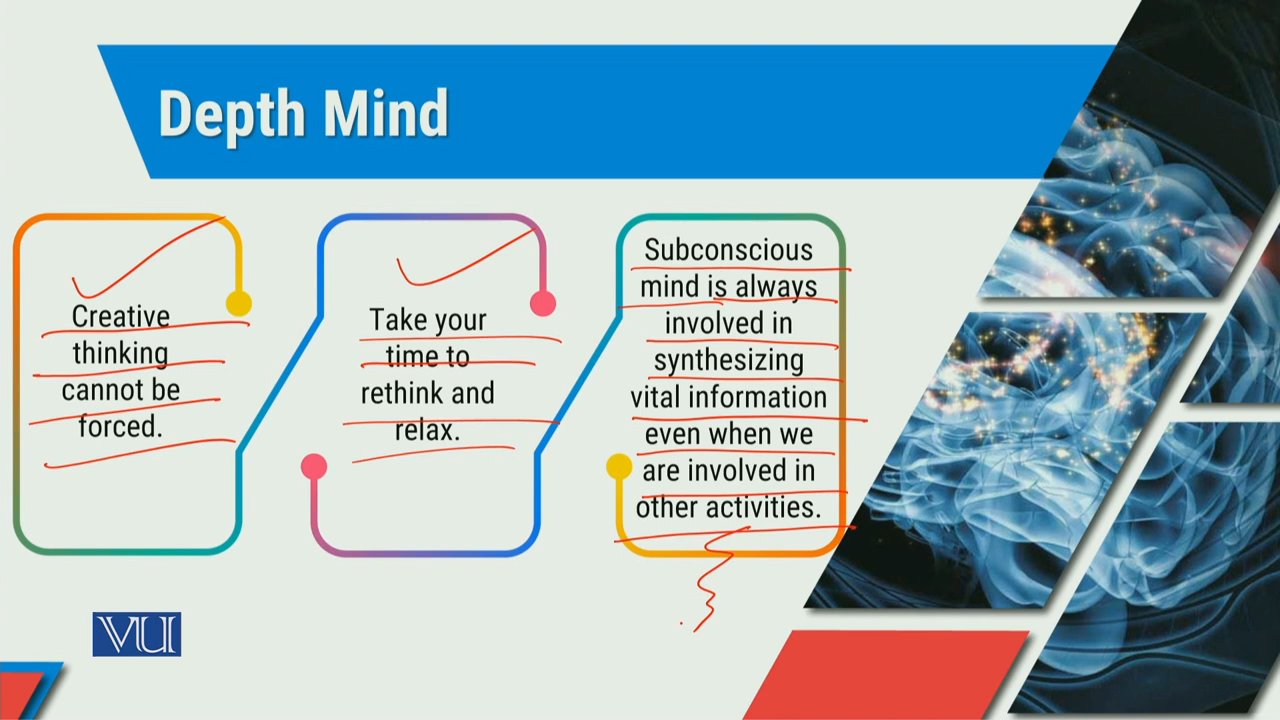 Depth Mind
Creative
thinking
cannot be
forced.
Take your
time to
rethink and
relax.
Subconscious
mind is always
involved in
synthesizing
vital information
even when we
are involved in
other activities.
VU